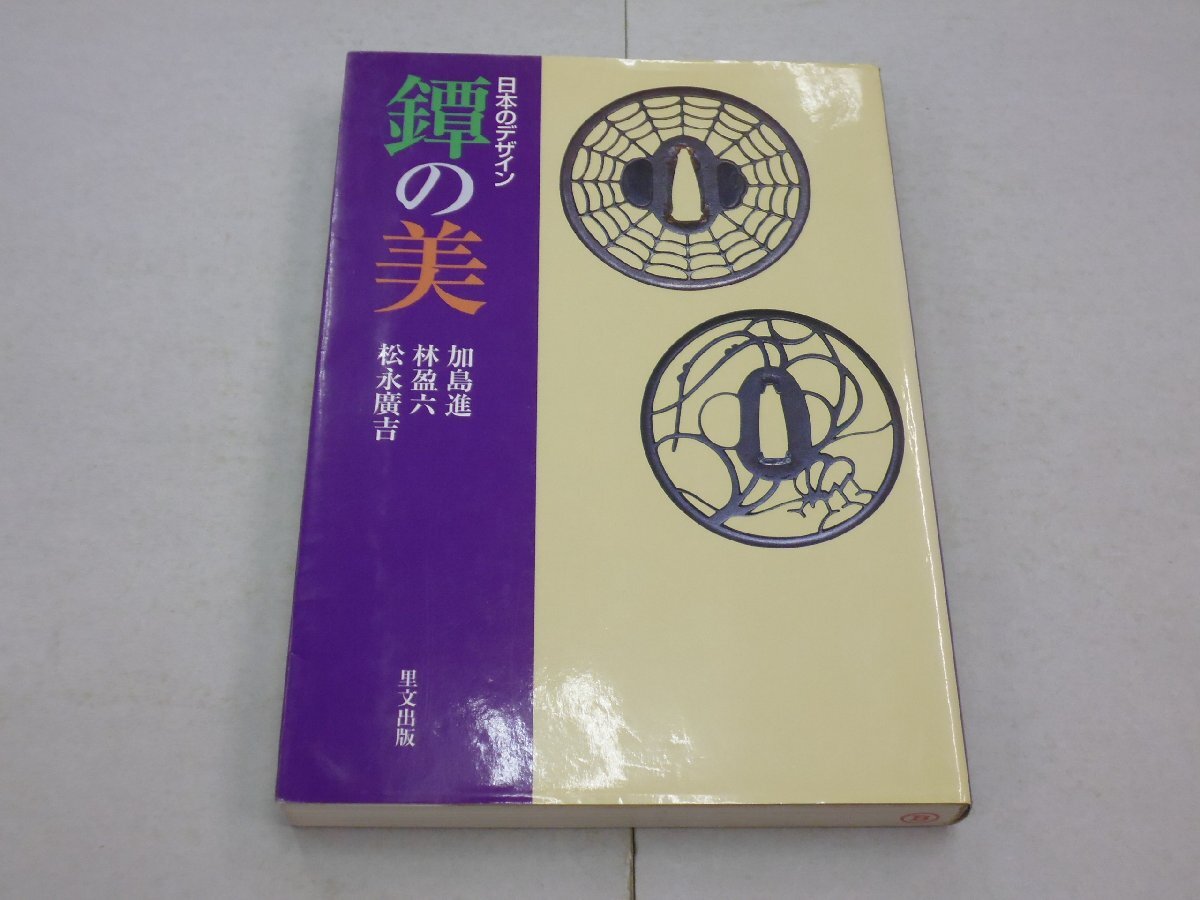 日本のデザイン
鐔の美
加島進
林盈六
松永廣吉
里文出版
B